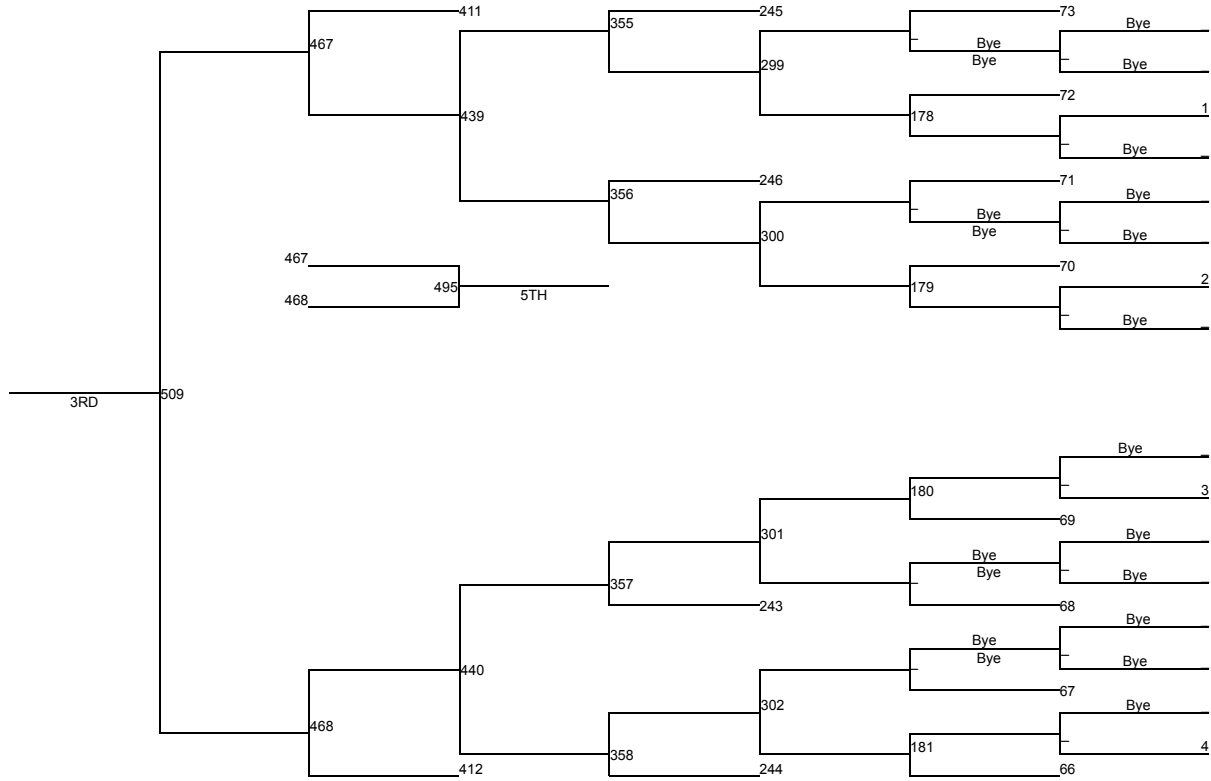 411 245 73
467 355 Bye _
_ Bye
Bye
299 _ Bye _
439 72
178 1
_ Bye _
356 246 71
Bye _
_ Bye
Bye
300 _ Bye _
467 70
495 179 2
468 5TH
_ Bye _
509
3RD
Bye _
180 _ 3
301 69
Bye _
Bye
_ Bye
357 _ Bye _
243 68
Bye _
Bye
440 _ Bye
_ Bye _
302 67
468 Bye _
358 181 _ 4
412 244 66